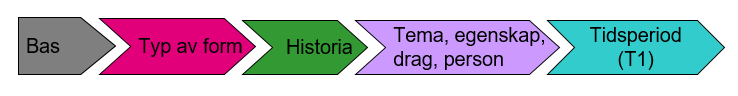 Bas
Typ av form
Historia
Tema, egenskap,
drag, person
Tidsperiod
(T1)